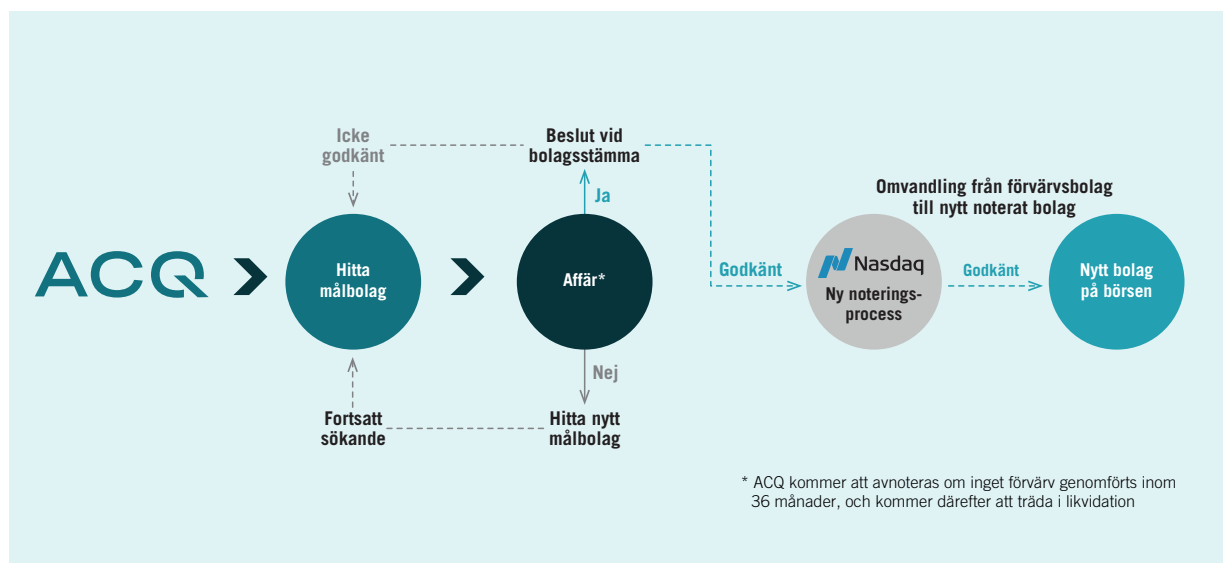 Icke
godkänt
Beslut vid
bolagsstämma
Ja
Omvandling från förvärvsbolag
till nytt noterat bolag
ACQ
Hitta
målbolag
Affär*
Godkänt
Nasdaq
Ny noterings-
process
Godkänt
Nytt bolag
på börsen
Nej
Fortsatt
sökande
Hitta nytt
målbolag
* ACQ kommer att avnoteras om inget förvärv genomförts inom
36 månader, och kommer därefter att träda i likvidation